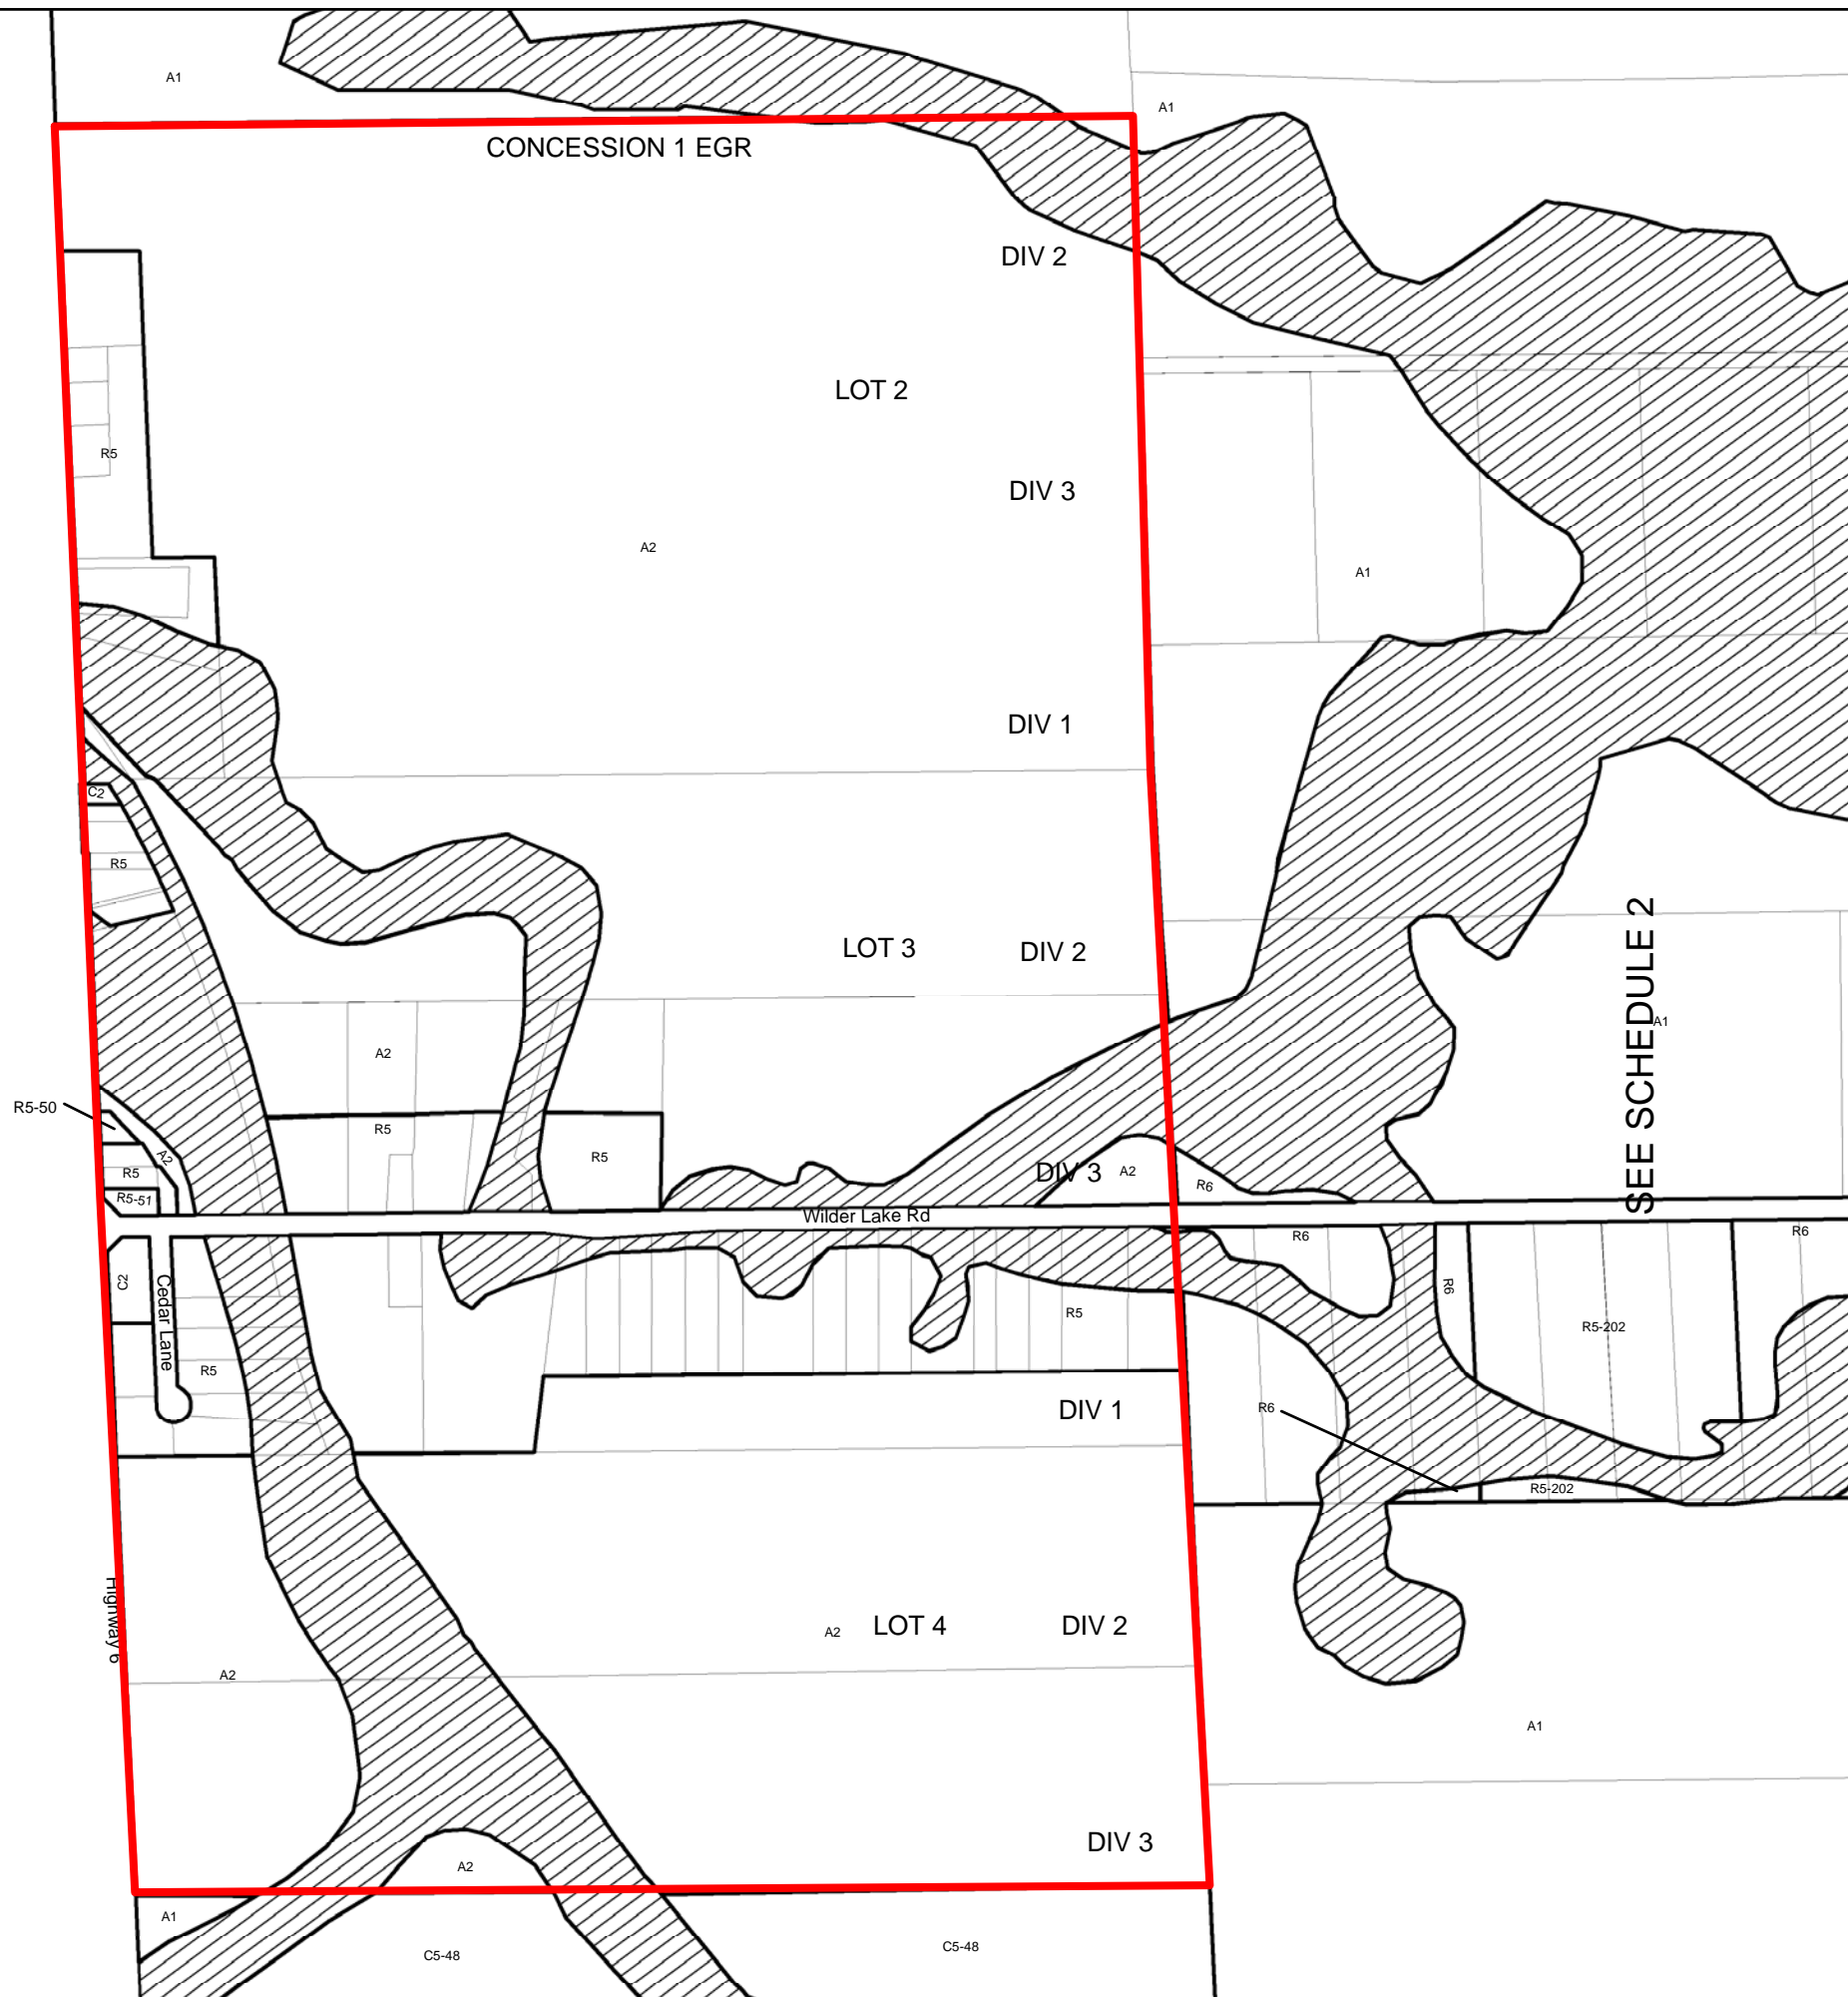 A1
A1
CONCESSION 1 EGR
DIV 2
LOT 2
R5
DIV 3
A2
A1
DIV 1
C2
R5
LOT 3
DIV 2
SEE SCHEDULE 2
A1
A2
R5-50
R5
A2
R5
R5
DIV 3
A2
R6
R5-51
Wilder Lake Rd
R6
R6
C2
Cedar Lane
R6
R5
R5-202
R5
R6
DIV 1
R5-202
Highway 6
A2
LOT 4
DIV 2
A2
A1
DIV 3
A2
A1
C5-48
C5-48